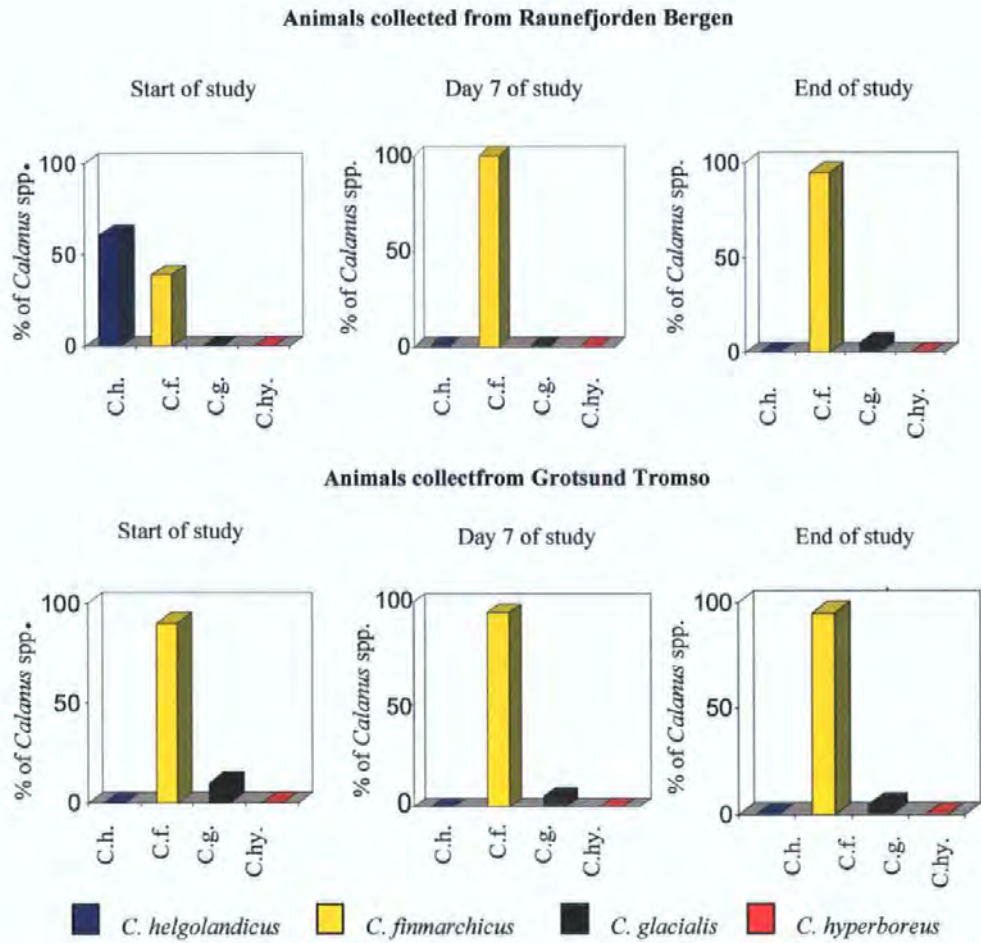 Animals collected from Raunefjorden Bergen
Start of study
Day 7 of study
End of study
% of Calanus spp.
100
50
0
C.h.
C.f.
C.g.
C.hy.
% of Calanus spp.
100
50
0
C.h.
C.f.
C.g.
C.hy.
% of Calanus spp.
100
50
0
C.h.
C.f.
C.g.
C.hy.
Animals collectfrom Grotsund Tromso
Start of study
Day 7 of study
End of study
% of Calanus spp.
100
50
0
C.h.
C.f.
C.g.
C.hy.
% of Calanus spp.
100
50
0
C.h.
C.f.
C.g.
C.hy.
% of Calanus spp.
100
50
0
C.h.
C.f.
C.g.
C.hy.
C. helgolandicus
C. finmarchicus
C. glacialis
C. hyperboreus